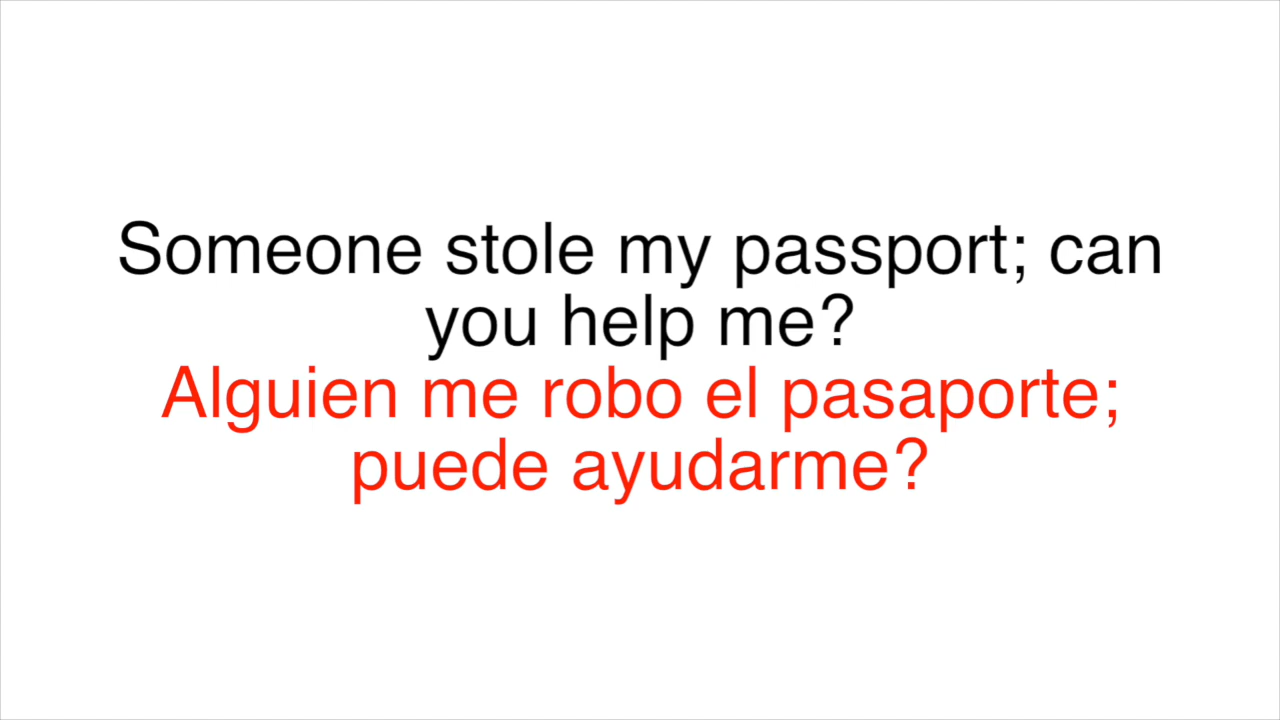 Someone stole my passport; can
you help me?
Alguien me robo el pasaporte;
puede ayudarme?